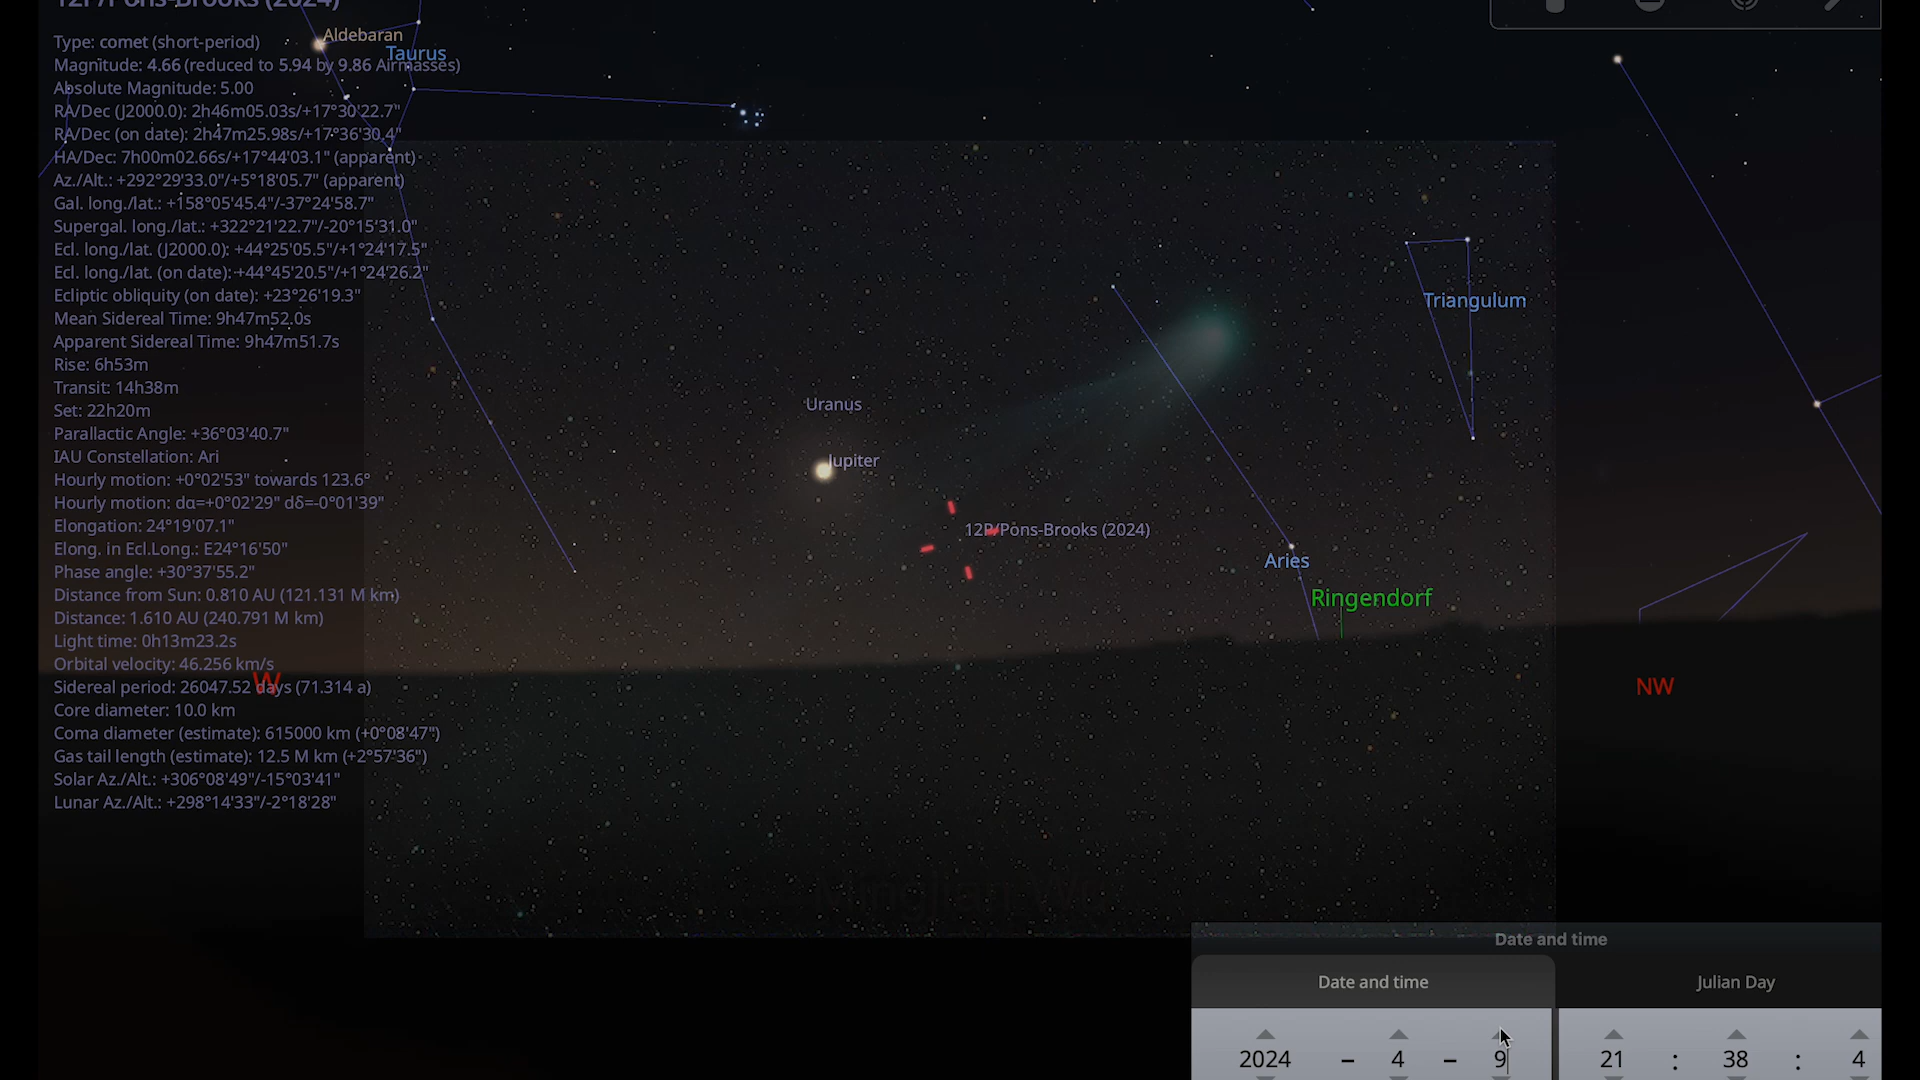 12P/Pons-Brooks (2024)
Type: comet (short-period)
Magnitude: 4.66 (reduced to 5.94 by 9.86 Airmasses)
Absolute Magnitude: 5.00
RA/Dec (J2000.0): 2h46m05.03s/+17°30'22.7"
RA/Dec (on date): 2h47m25.98s/+17°36'30.4"
HA/Dec: 7h00m02.66s/+17°44'03.1" (apparent)
Az./Alt.: +292°29'33.0"/+5°18'05.7" (apparent)
Gal. long./lat.: +158°05'45.4"/-37°24'58.7"
Supergal. long./lat.: +322°21'22.7"/-20°15'31.0"
Ecl. long./lat. (J2000.0): +44°25'05.5"/+1°24'17.5"
Ecl. long./lat. (on date): +44°45'20.5"/+1°24'26.2"
Ecliptic obliquity (on date): +23°26'19.3"
Mean Sidereal Time: 9h47m52.0s
Apparent Sidereal Time: 9h47m51.7s
Rise: 6h53m
Transit: 14h38m
Set: 22h20m
Parallactic Angle: +36°03'40.7"
IAU Constellation: Ari
Hourly motion: +0°02'53" towards 123.6°
Hourly motion: dα=+0°02'29" dδ=-0°01'39"
Elongation: 24°19'07.1"
Elong. in Ecl.Long.: E24°16'50"
Phase angle: +30°37'55.2"
Distance from Sun: 0.810 AU (121.131 M km)
Distance: 1.610 AU (240.791 M km)
Light time: 0h13m23.2s
Orbital velocity: 46.256 km/s
Sidereal period: 26047.52 days (71.314 a)
Core diameter: 10.0 km
Coma diameter (estimate): 615000 km (+0°08'47")
Gas tail length (estimate): 12.5 M km (+2°57'36")
Solar Az./Alt.: +306°08'49"/-15°03'41"
Lunar Az./Alt.: +298°14'33"/-2°18'28"
Aldebaran
Taurus
Triangulum
Uranus
Jupiter
12P/Pons-Brooks (2024)
Aries
Ringendorf
W
NW
Date and time
Date and time
Julian Day
2024 - 4 - 9
21 : 38 : 4